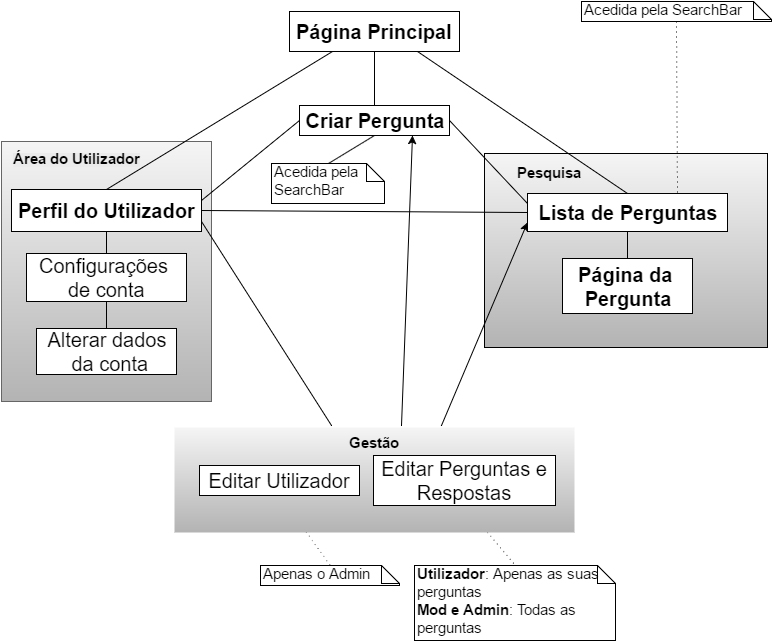 Acedida pela SearchBar
Página Principal
Criar Pergunta
Área do Utilizador
Acedida pela
SearchBar
Pesquisa
Perfil do Utilizador
Lista de Perguntas
Configurações
de conta
Página da
Pergunta
Alterar dados
da conta
Gestão
Editar Utilizador
Editar Perguntas e
Respostas
Apenas o Admin
Utilizador: Apenas as suas
perguntas
Mod e Admin: Todas as
perguntas